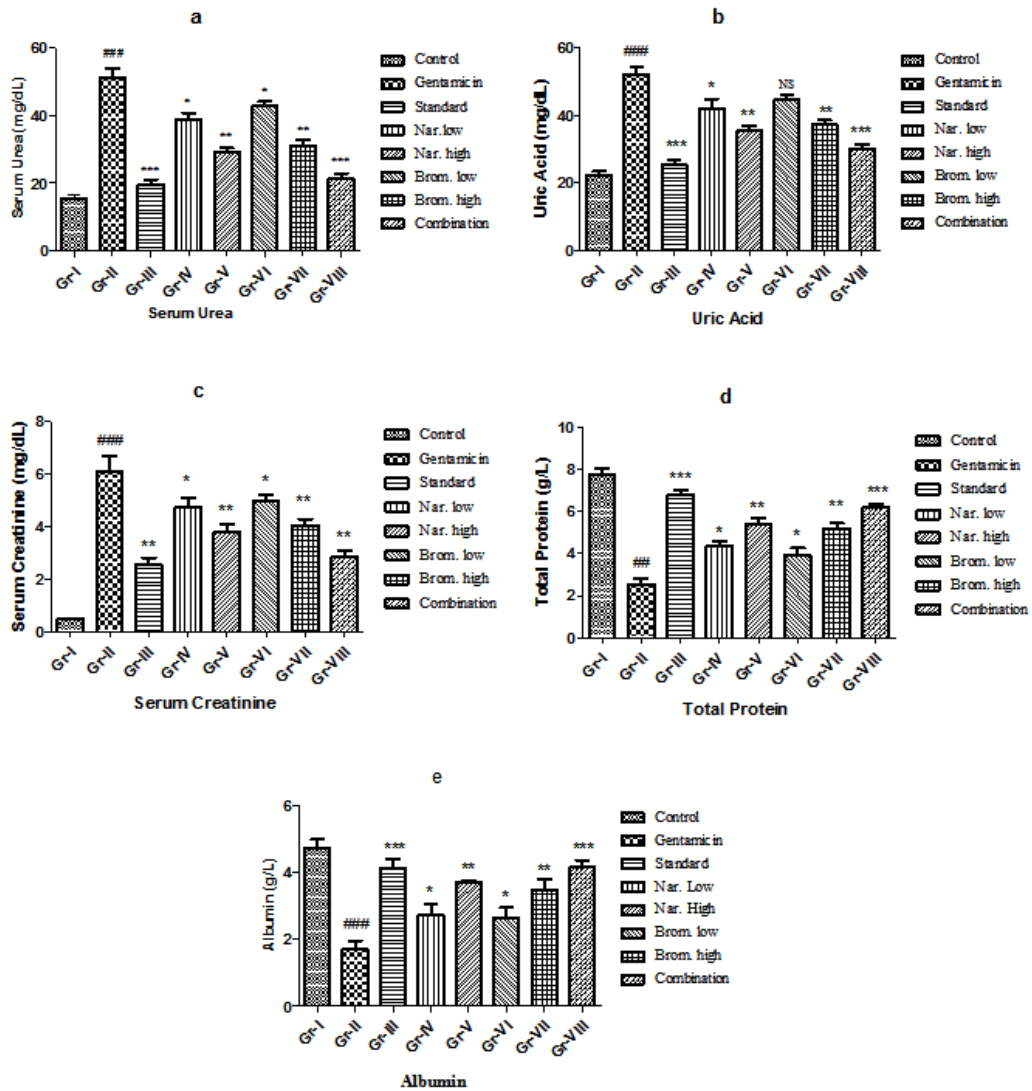 a
Serum Urea (mg/dL)
60
40
20
0
###
***
*
**
*
**
***
Gr-I
Gr-II
Gr-III
Gr-IV
Gr-V
Gr-VI
Gr-VII
Gr-VIII
Serum Urea
Control
Gentamicin
Standard
Nar.low
Nar. high
Brom. low
Brom. high
Combination
b
Uric Acid (mg/dL)
60
40
20
0
###
***
*
**
NS
**
***
Gr-I
Gr-II
Gr-III
Gr-IV
Gr-V
Gr-VI
Gr-VII
Gr-VIII
Uric Acid
Control
Gentamicin
Standard
Nar. low
Nar. high
Brom. low
Brom. high
Combination
c
Serum Creatinine (mg/dL)
8
6
4
2
0
###
**
*
**
*
**
**
Gr-I
Gr-II
Gr-III
Gr-IV
Gr-V
Gr-VI
Gr-VII
Gr-VIII
Serum Creatinine
Control
Gentamicin
Standard
Nar. low
Nar. high
Brom. low
Brom. high
Combination
d
Total Protein (g/L)
10
8
6
4
2
0
##
***
*
**
*
**
***
Gr-I
Gr-II
Gr-III
Gr-IV
Gr-V
Gr-VI
Gr-VII
Gr-VIII
Total Protein
Control
Gentamicin
Standard
Nar. low
Nar. high
Brom. low
Brom. high
Combination
e
Albumin (g/L)
6
4
2
0
###
***
*
**
*
**
***
Gr-I
Gr-II
Gr-III
Gr-IV
Gr-V
Gr-VI
Gr-VII
Gr-VIII
Albumin
Control
Gentamicin
Standard
Nar. Low
Nar. High
Brom. low
Brom. high
Combination